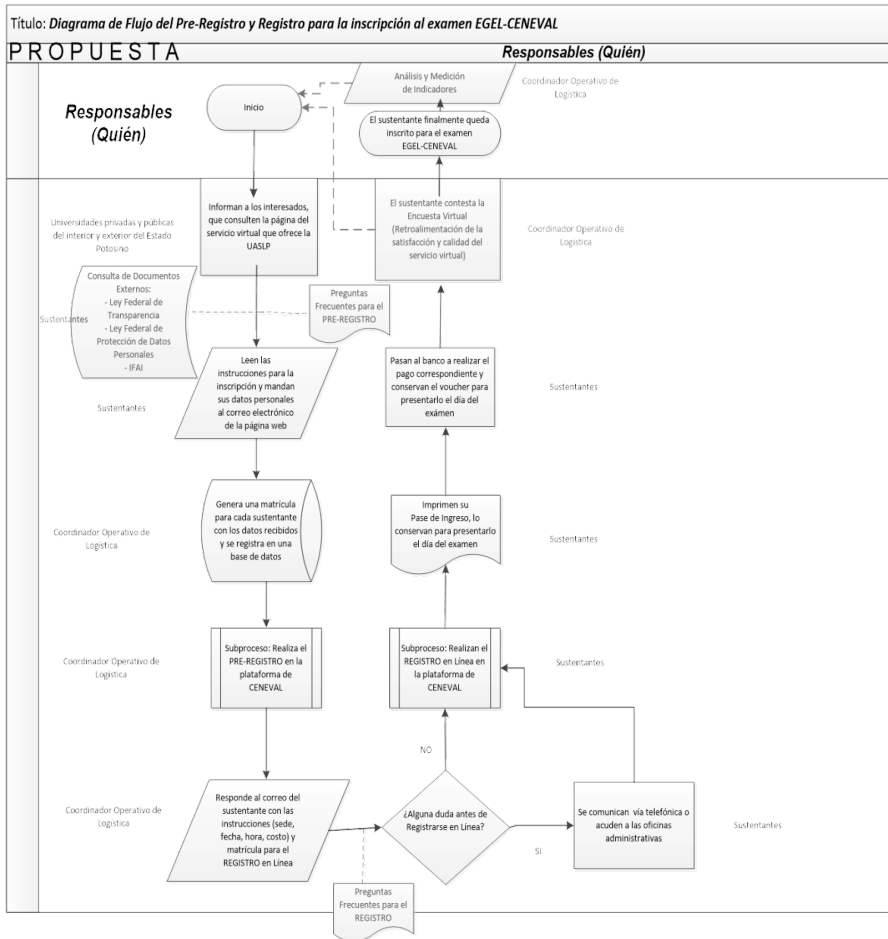 Título: Diagrama de Flujo del Pre-Registro y Registro para la inscripción al examen EGEL-CENEVAL
PROPUESTA
Responsables (Quién)
Responsables
(Quién)
Inicio
Análisis y Medición
de Indicadores
Coordinador Operativo de
Logística
El sustentante finalmente queda
inscrito para el examen
EGEL-CENEVAL
Universidades privadas y públicas
del interior y exterior del Estado
Potosino
Informan a los interesados,
que consulten la página del
servicio virtual que ofrece la
UASLP
El sustentante contesta la
Encuesta Virtual
(Retroalimentación de la
satisfacción y calidad del
servicio virtual)
Coordinador Operativo de
Logística
Sustentantes
Consulta de Documentos
Externos:
- Ley Federal de
Transparencia
- Ley Federal de
Protección de Datos
Personales
- IFAI
Preguntas
Frecuentes para el
PRE-REGISTRO
Sustentantes
Leen las
instrucciones para la
inscripción y mandan
sus datos personales
al correo electrónico
de la página web
Pasan al banco a realizar el
pago correspondiente y
conservan el voucher para
presentarlo el día del
exámen
Sustentantes
Coordinador Operativo de
Logística
Genera una matrícula
para cada sustentante
con los datos recibidos
y se registra en una
base de datos
Imprimen su
Pase de Ingreso, lo
conservan para presentarlo
el día del examen
Sustentantes
Coordinador Operativo de
Logística
Subproceso: Realiza el
PRE-REGISTRO en la
plataforma de
CENEVAL
Subproceso: Realizan el
REGISTRO en Línea en
la plataforma de
CENEVAL
Sustentantes
NO
Coordinador Operativo de
Logística
Responde al correo del
sustentante con las
instrucciones (sede,
fecha, hora, costo) y
matrícula para el
REGISTRO en Línea
¿Alguna duda antes de
Registrarse en Línea?
SI
Se comunican vía telefónica o
acuden a las oficinas
administrativas
Sustentantes
Preguntas
Frecuentes para el
REGISTRO